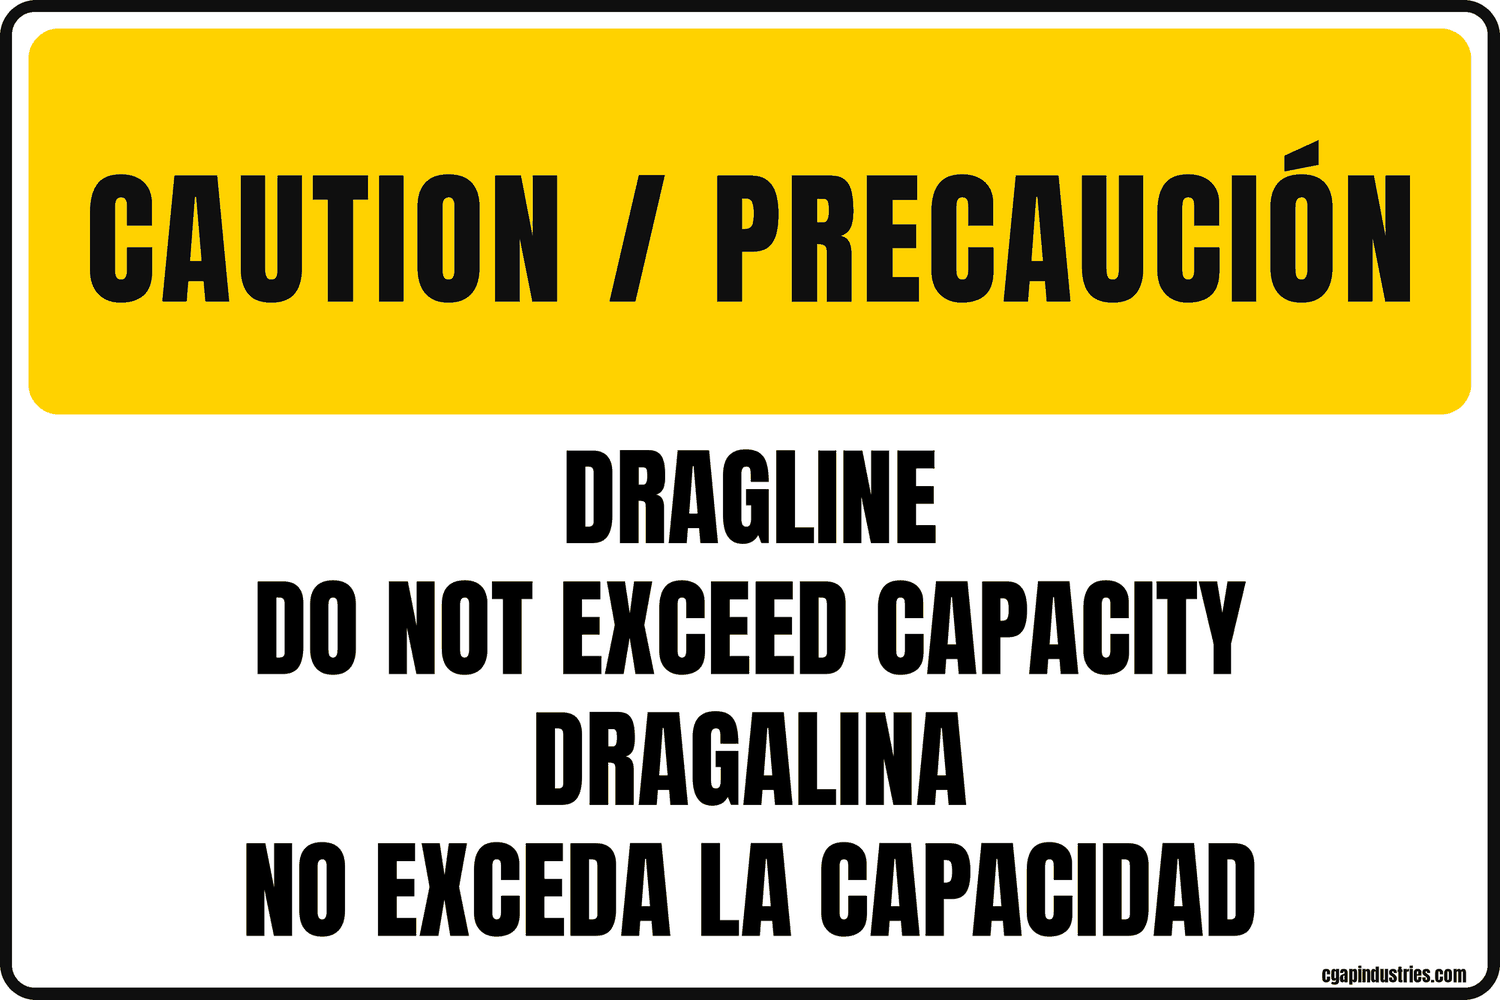 CAUTION / PRECAUCIÓN
DRAGLINE
DO NOT EXCEED CAPACITY
DRAGALINA
NO EXCEDA LA CAPACIDAD
cgapindustries.com